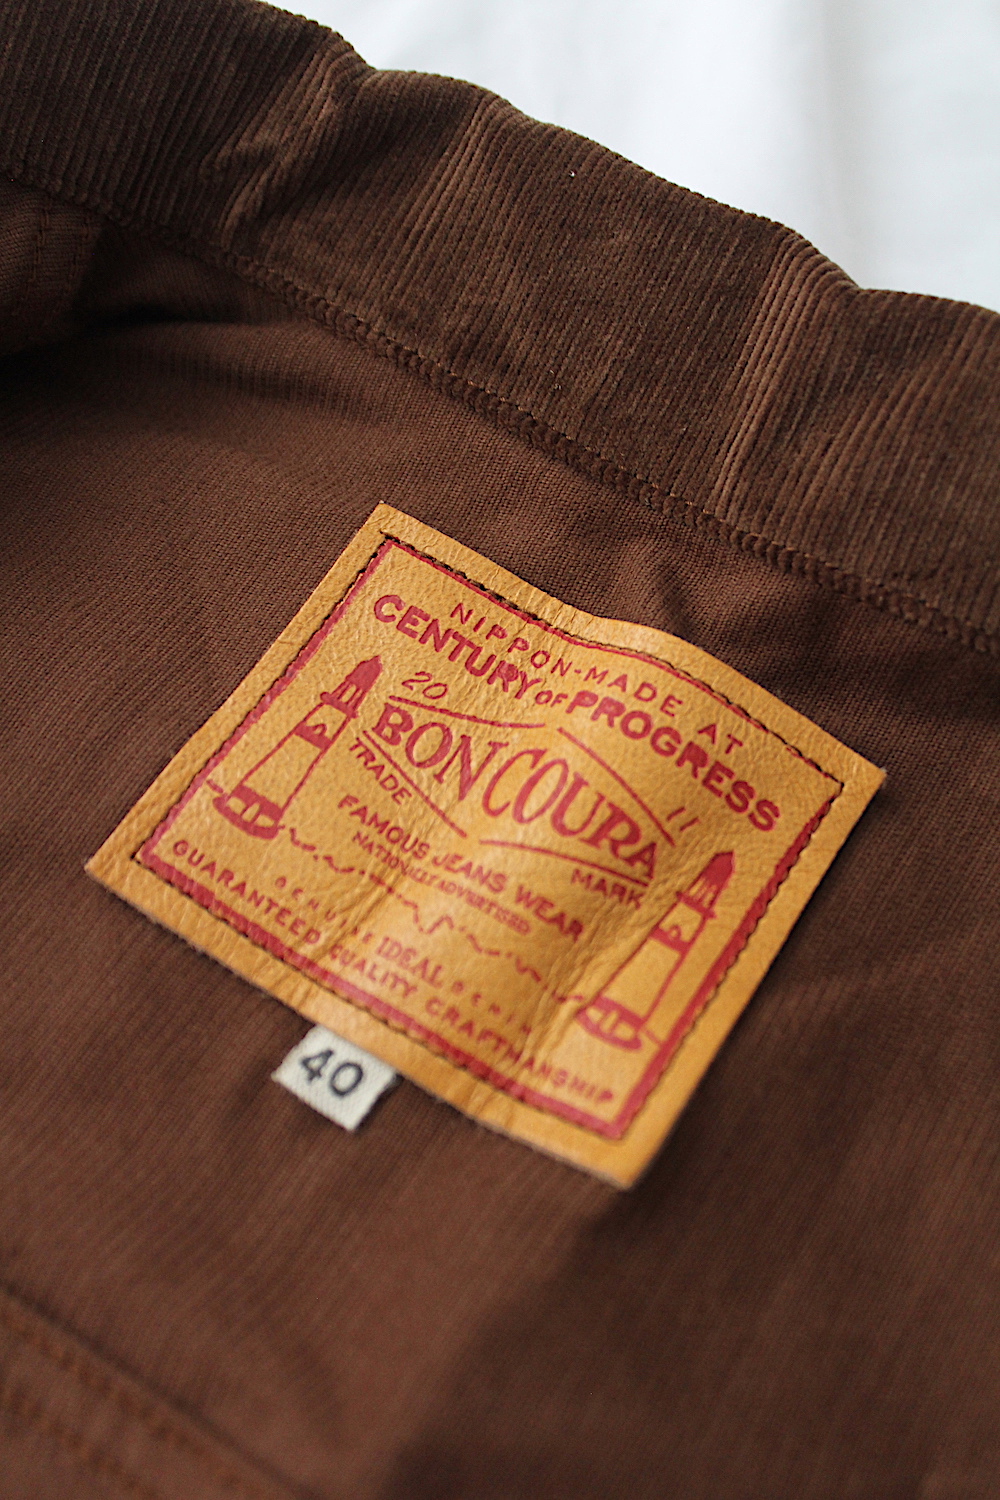 NIPPON-MADE AT
CENTURY OF PROGRESS
20 11
BONCOURA
TRADE MARK
FAMOUS JEANS WEAR
NATIONALLY ADVERTISED
IDEAL
GUARANTEED QUALITY CRAFTMANSHIP
40